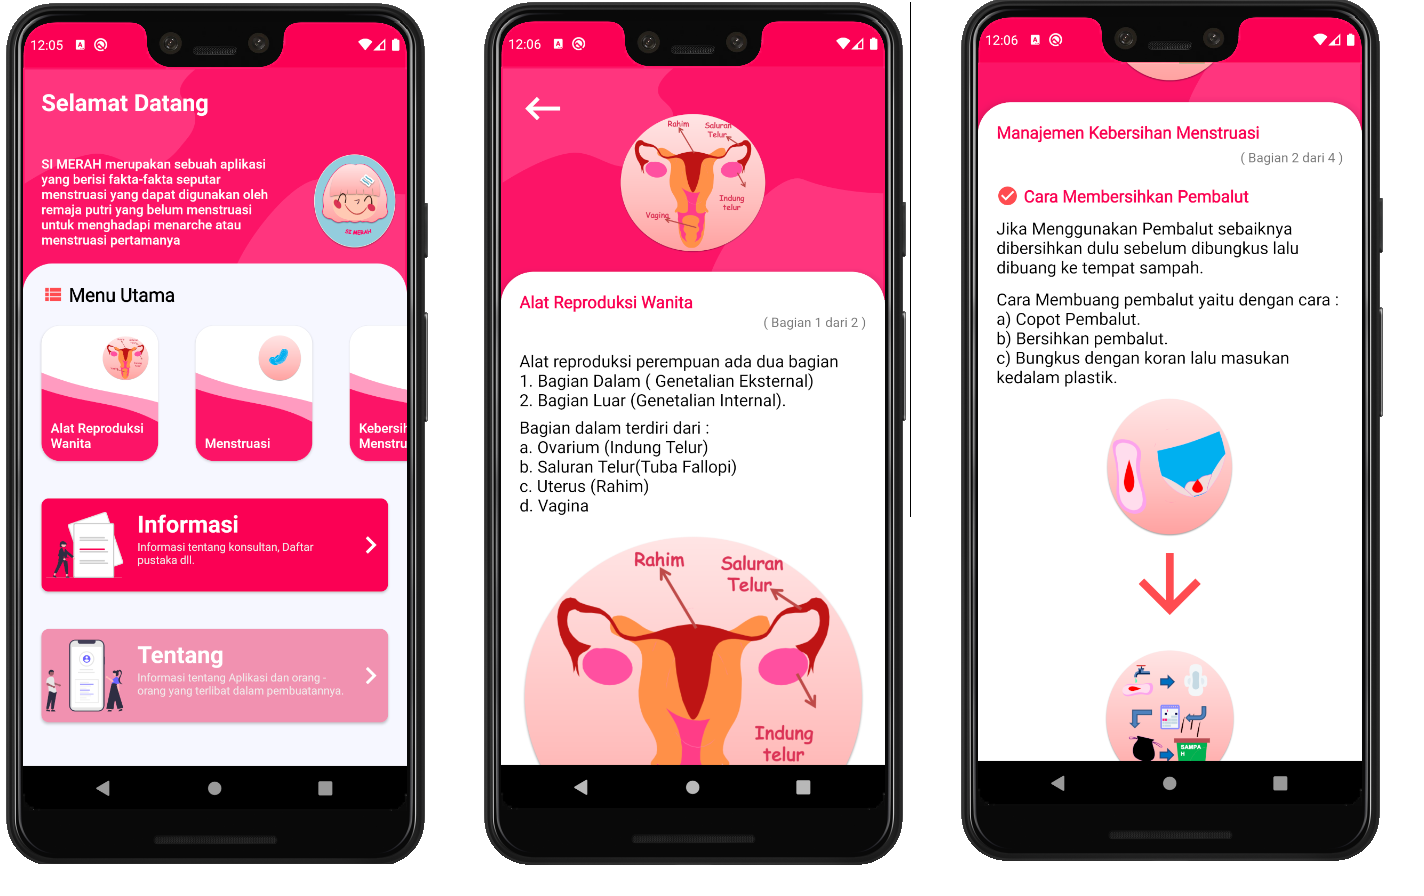 12:05
Selamat Datang
SI MERAH merupakan sebuah aplikasi
yang berisi fakta-fakta seputar
menstruasi yang dapat digunakan oleh
remaja putri yang belum menstruasi
untuk menghadapi menarche atau
menstruasi pertamanya
SI MERAH
Menu Utama
Alat Reproduksi
Wanita
Menstruasi
Kebersih
Menstru
Informasi
Informasi tentang konsultan, Daftar
pustaka dll.
Tentang
Informasi tentang Aplikasi dan orang -
orang yang terlibat dalam pembuatannya.
12:06
Rahim
Saluran
Telur
Indung
telur
Vagina
Alat Reproduksi Wanita
( Bagian 1 dari 2 )
Alat reproduksi perempuan ada dua bagian
1. Bagian Dalam ( Genetalian Eksternal)
2. Bagian Luar (Genetalian Internal).
Bagian dalam terdiri dari :
a. Ovarium (Indung Telur)
b. Saluran Telur(Tuba Fallopi)
c. Uterus (Rahim)
d. Vagina
Rahim
Saluran
Telur
Indung
telur
12:06
Manajemen Kebersihan Menstruasi
( Bagian 2 dari 4 )
Cara Membersihkan Pembalut
Jika Menggunakan Pembalut sebaiknya
dibersihkan dulu sebelum dibungkus lalu
dibuang ke tempat sampah.
Cara Membuang pembalut yaitu dengan cara :
a) Copot Pembalut.
b) Bersihkan pembalut.
c) Bungkus dengan koran lalu masukan
kedalam plastik.
SAMPA
H